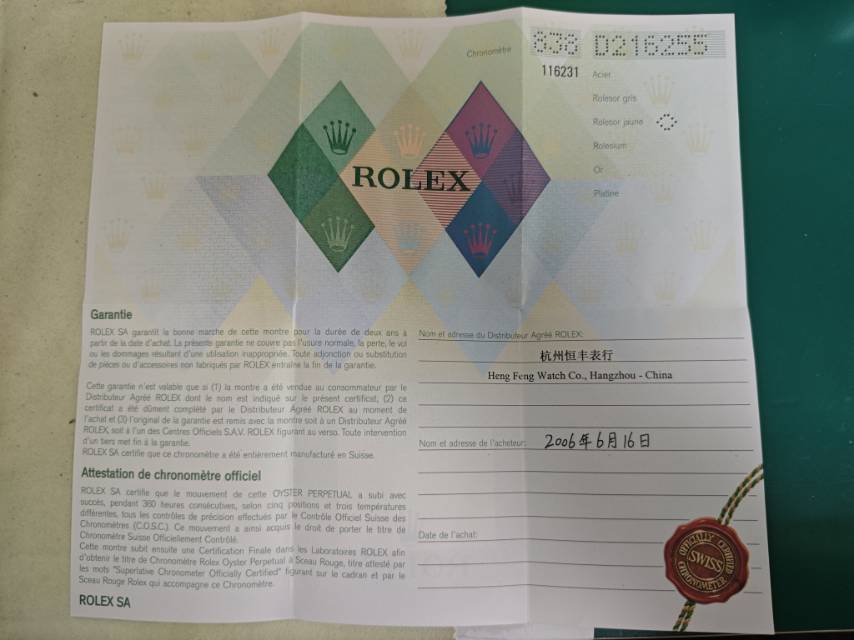 Chronomètre
838 D216255
116231
Acier
Rolesor gris
Rolesor jaune
Rolesium
Or
Platine
ROLEX
Garantie
ROLEX SA garantit la bonne marche de cette montre pour la durée de deux ans à
partir de la date d'achat. La présente garantie ne couvre pas l'usure normale, la perte, le vol
ou les dommages résultant d'une utilisation inappropriée. Toute adjonction ou substitution
de pièces ou d'accessoires non fabriqués par ROLEX entraîne la fin de la garantie.
Cette garantie n'est valable que si (1) la montre a été vendue au consommateur par le
Distributeur Agréé ROLEX dont le nom est indiqué sur le présent certificat, (2) ce
certificat a été dûment complété par le Distributeur Agréé ROLEX au moment de
l'achat et (3) l'original de la garantie est remis avec la montre soit à un Distributeur Agréé
ROLEX, soit à l'un des Centres Officiels S.A.V. ROLEX figurant au verso. Toute intervention
d'un tiers met fin à la garantie.
ROLEX SA certifie que ce chronomètre a été entièrement manufacturé en Suisse.
Attestation de chronomètre officiel
ROLEX SA certifie que le mouvement de cette OYSTER PERPETUAL a subi avec
succès, pendant 360 heures consécutives, selon cinq positions et trois températures
différentes, tous les contrôles de précision effectués par le Contrôle Officiel Suisse des
Chronomètres (C.O.S.C.). Ce mouvement a ainsi acquis le droit de porter le titre de
Chronomètre Suisse Officiellement Contrôlé.
Cette montre subit ensuite une Certification Finale dans les Laboratoires ROLEX afin
d'obtenir le titre de Chronomètre Rolex Oyster Perpetual à Sceau Rouge, titre attesté par
les mots "Superlative Chronometer Officially Certified" figurant sur le cadran et par le
Sceau Rouge Rolex qui accompagne ce Chronomètre.
ROLEX SA
Nom et adresse du Distributeur Agréé ROLEX:
杭州恒丰表行
Heng Feng Watch Co., Hangzhou - China
Nom et adresse de l'acheteur:
2006年6月16日
Date de l'achat:
OFFICIALLY CERTIFIED
SWISS
CHRONOMETER